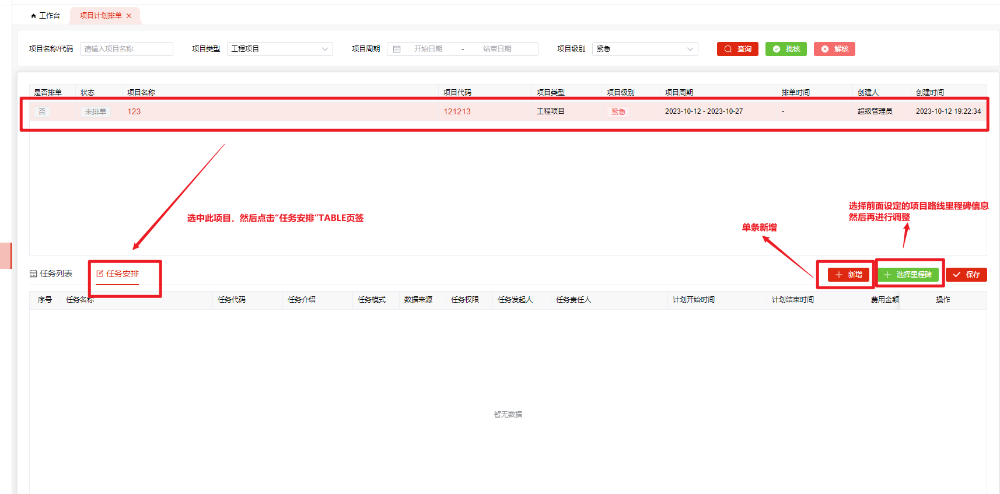 工作台 项目计划排单
项目名称/代码 请输入项目名称 项目类型 工程项目 项目周期 开始日期 - 结束日期 项目级别 紧急 查询 批核 解核
是否排单 状态 项目名称 项目代码 项目类型 项目级别 项目周期 排单时间 创建人 创建时间
否 未排单 123 121213 工程项目 紧急 2023-10-12 - 2023-10-27 - 超级管理员 2023-10-12 19:22:34
选择前面设定的项目路线里程碑信息
然后再进行调整
选中此项目，然后点击“任务安排”TABLE页签
单条新增
任务列表 任务安排 新增 选择里程碑 保存
序号 任务名称 任务代码 任务介绍 任务模式 数据来源 任务权限 任务发起人 任务责任人 计划开始时间 计划结束时间 费用金额 操作
暂无数据